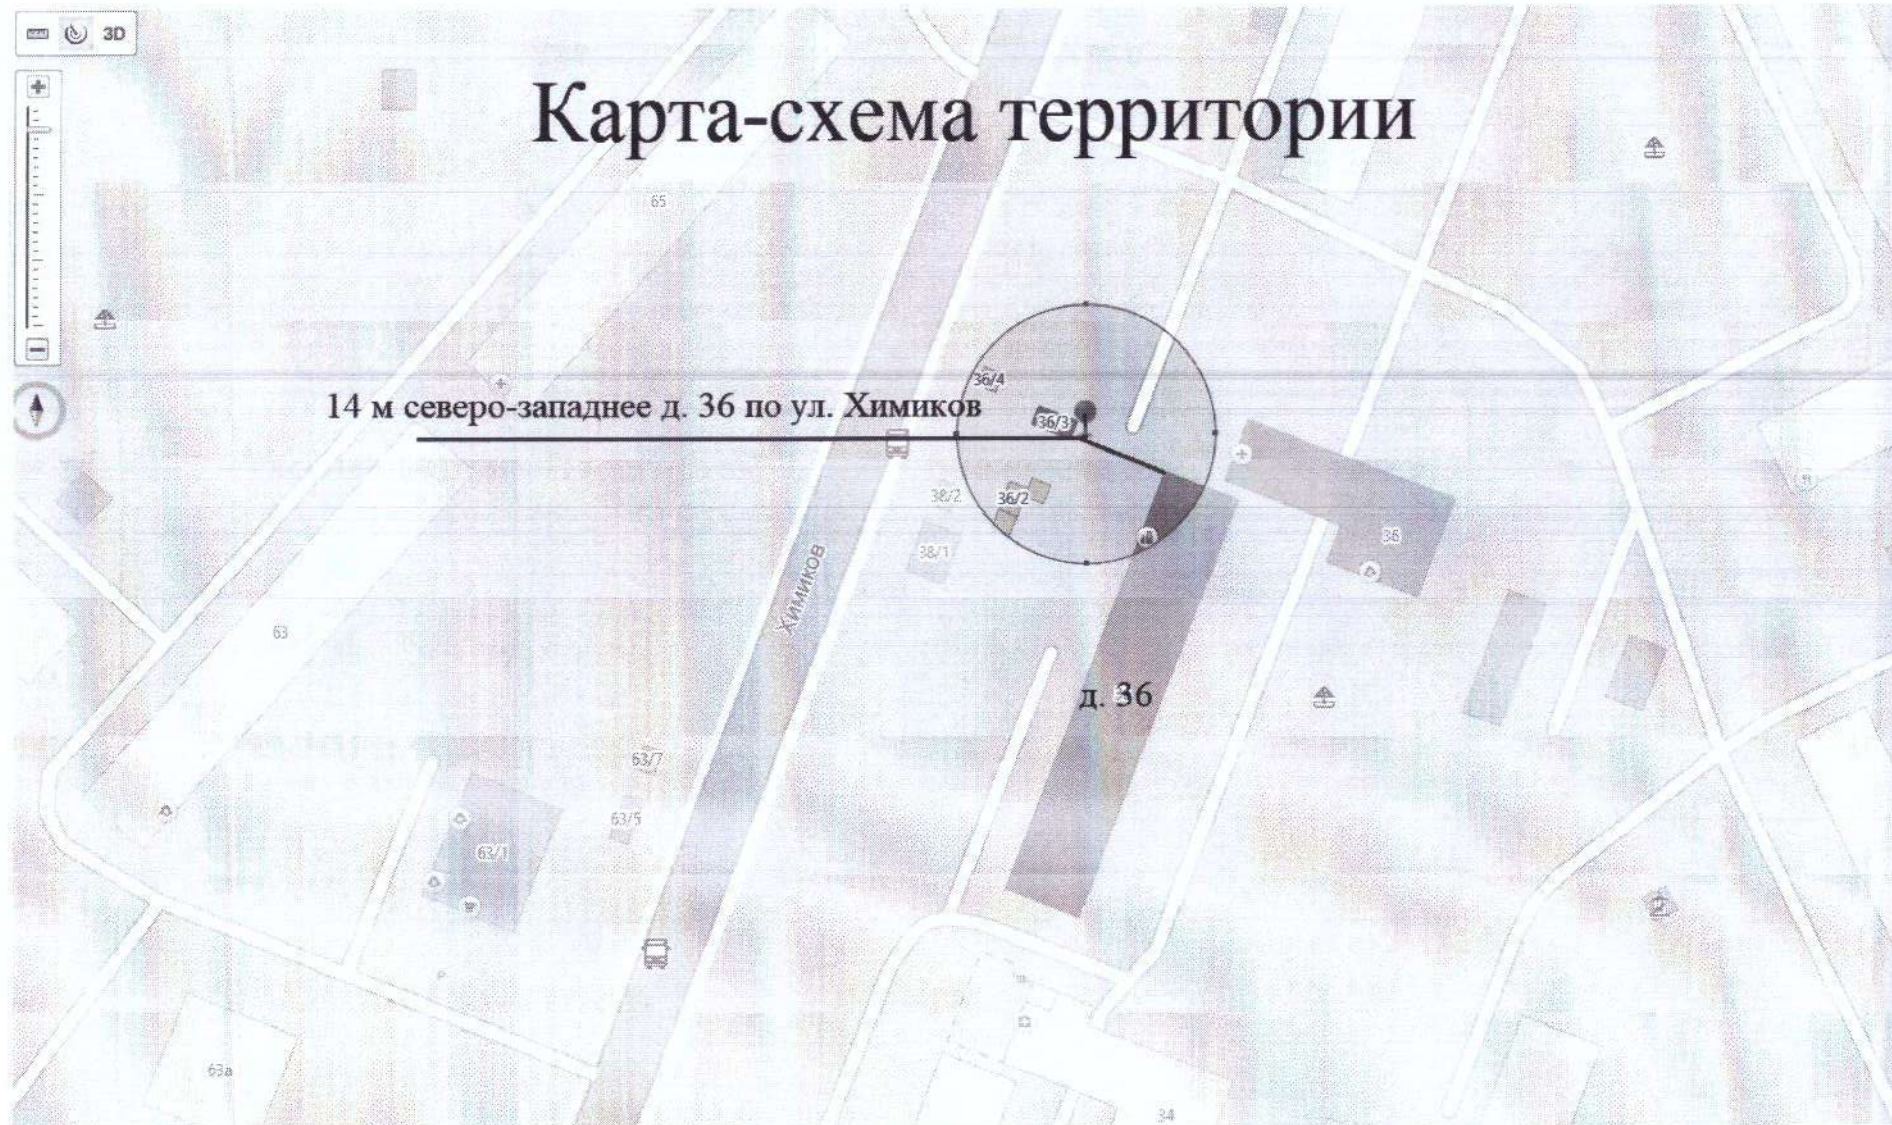 3D
Карта-схема территории
65
36/4
14 м северо-западнее д. 36 по ул. Химиков
36/3
38/2
36/2
38/1
36
ХИМИКОВ
63
д. 36
63/7
63/5
63/1
63а
34